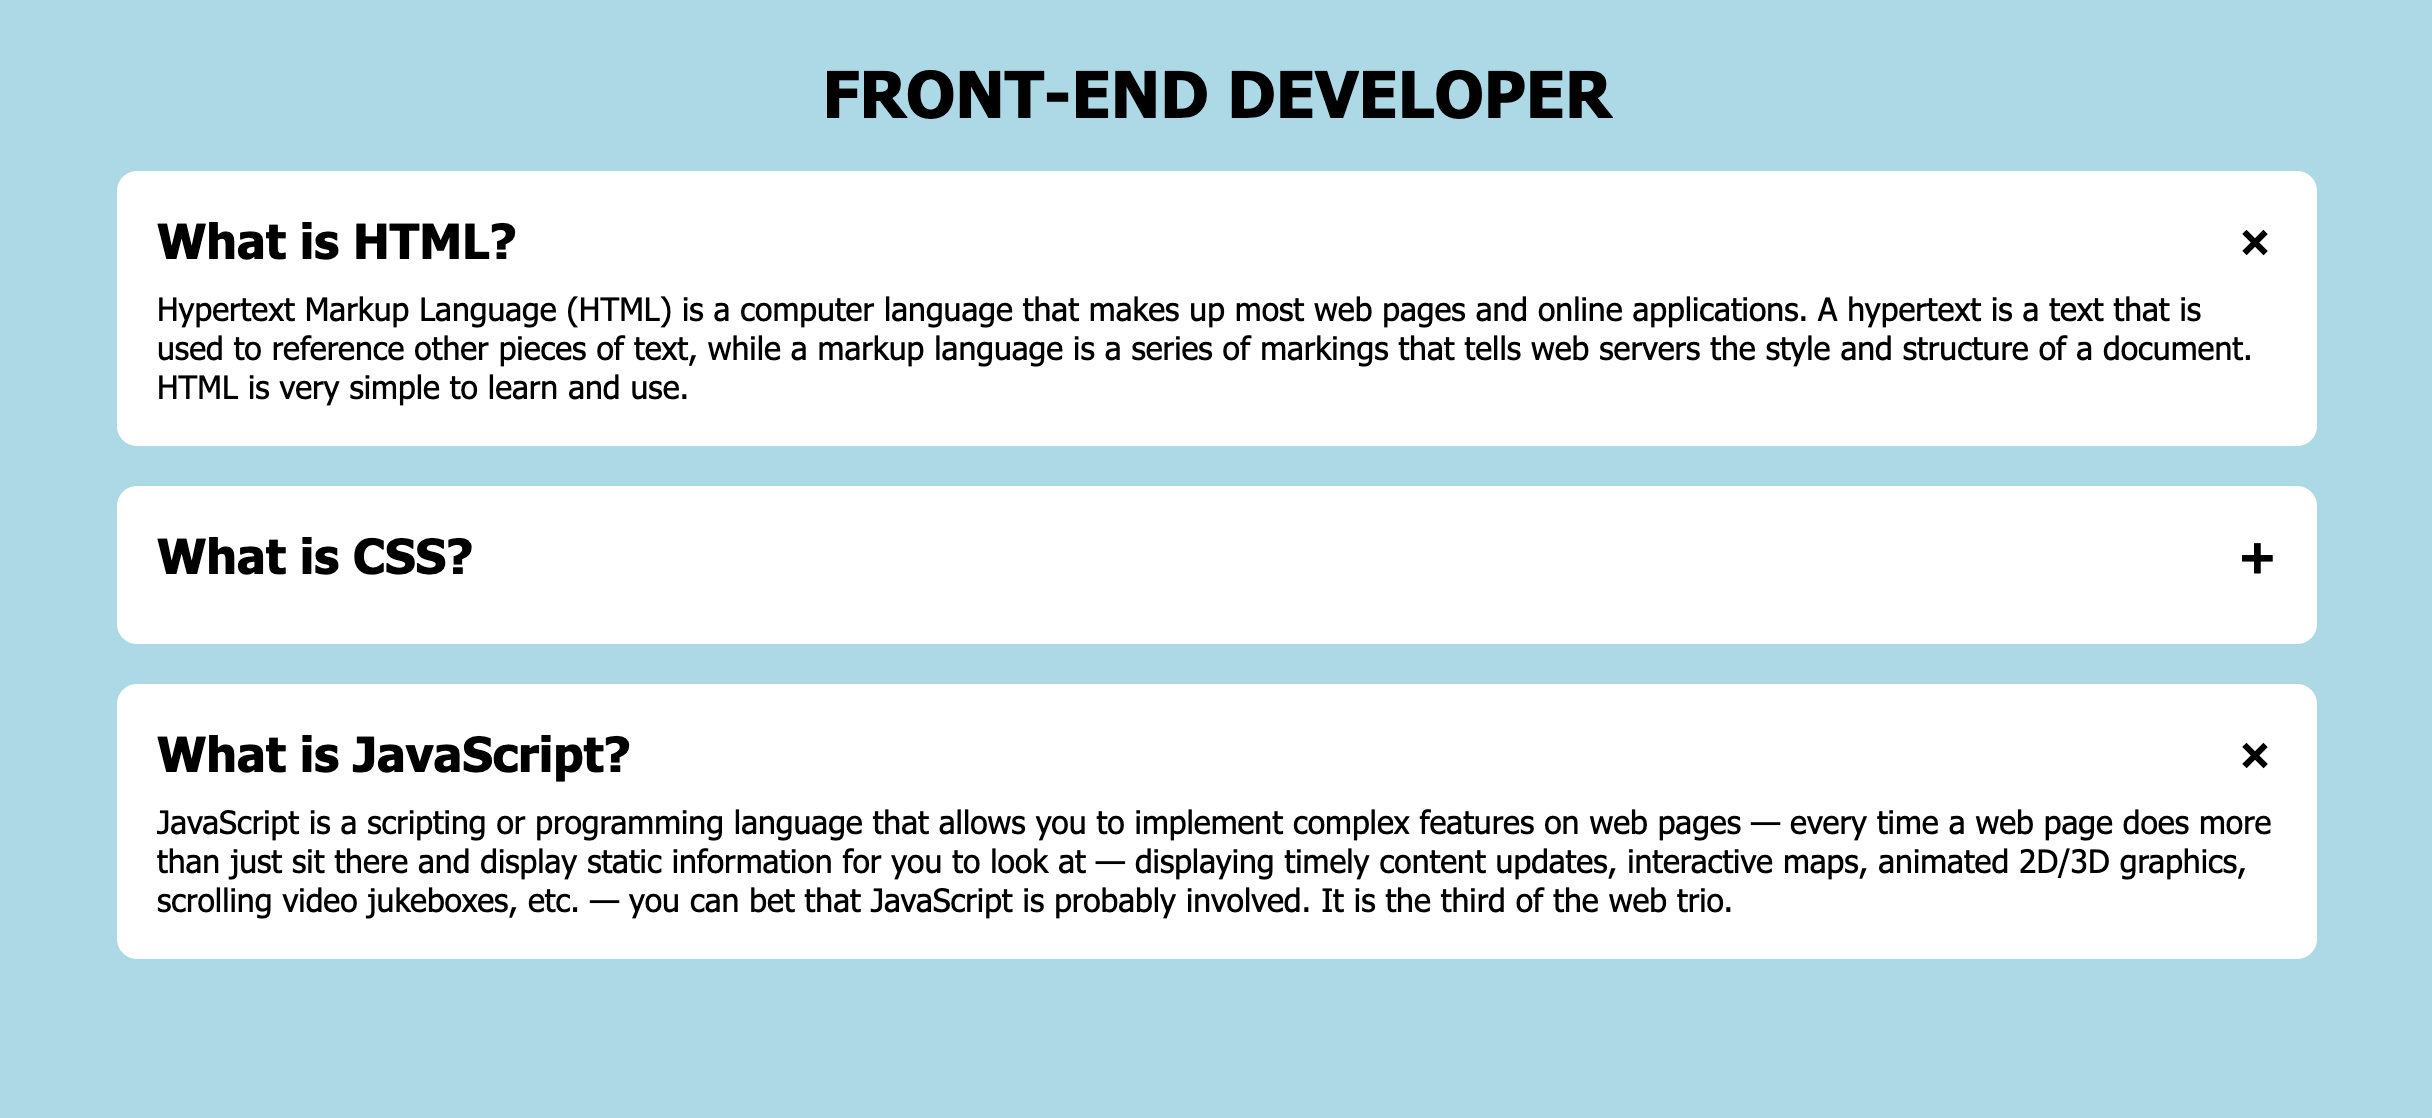 FRONT-END DEVELOPER
What is HTML? ×
Hypertext Markup Language (HTML) is a computer language that makes up most web pages and online applications. A hypertext is a text that is
used to reference other pieces of text, while a markup language is a series of markings that tells web servers the style and structure of a document.
HTML is very simple to learn and use.
What is CSS? +
What is JavaScript? ×
JavaScript is a scripting or programming language that allows you to implement complex features on web pages — every time a web page does more
than just sit there and display static information for you to look at — displaying timely content updates, interactive maps, animated 2D/3D graphics,
scrolling video jukeboxes, etc. — you can bet that JavaScript is probably involved. It is the third of the web trio.